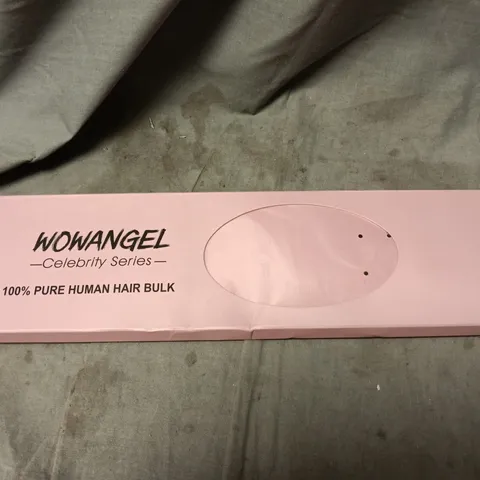 WOWANGEL
—Celebrity Series—
100% PURE HUMAN HAIR BULK